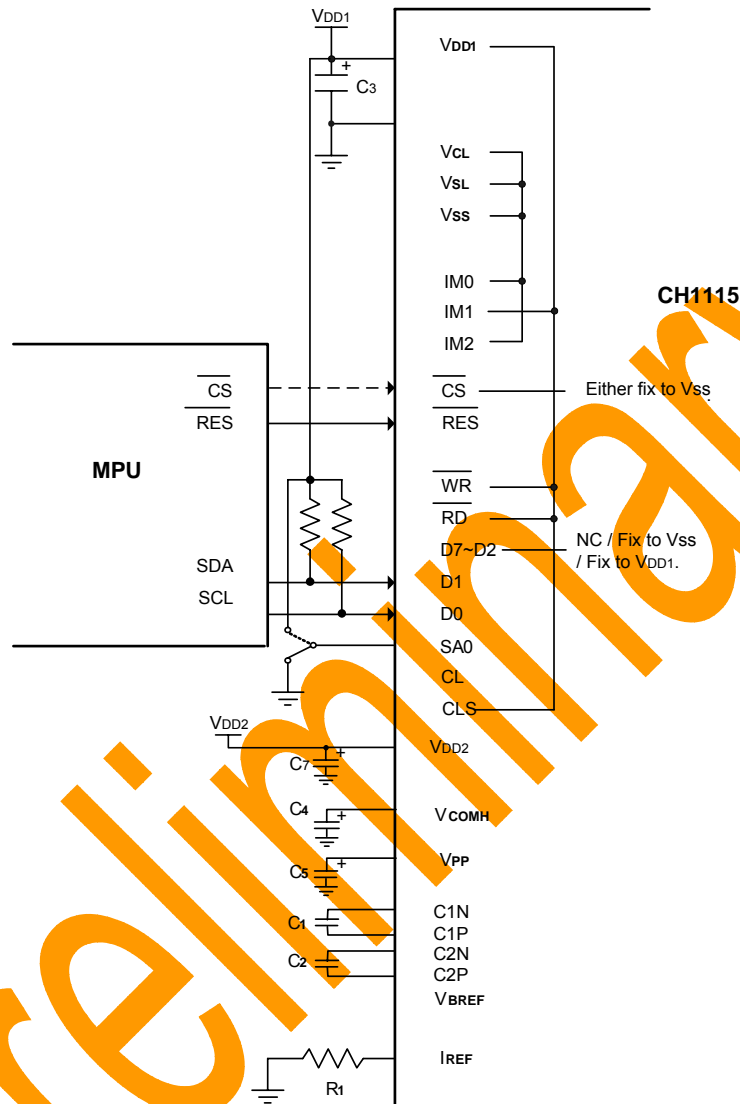 VDD1
VDD1
C3
VCL
VSL
VSS
IM0
CH1115
IM1
IM2
CS
CS
Either fix to Vss
RES
RES
MPU
WR
RD
NC / Fix to Vss
D7~D2
/ Fix to VDD1.
SDA
D1
SCL
D0
SA0
CL
CLS
VDD2
VDD2
C7
C4
VCOMH
C5
VPP
C1N
C1
C1P
C2N
C2
C2P
VBREF
IREF
R1